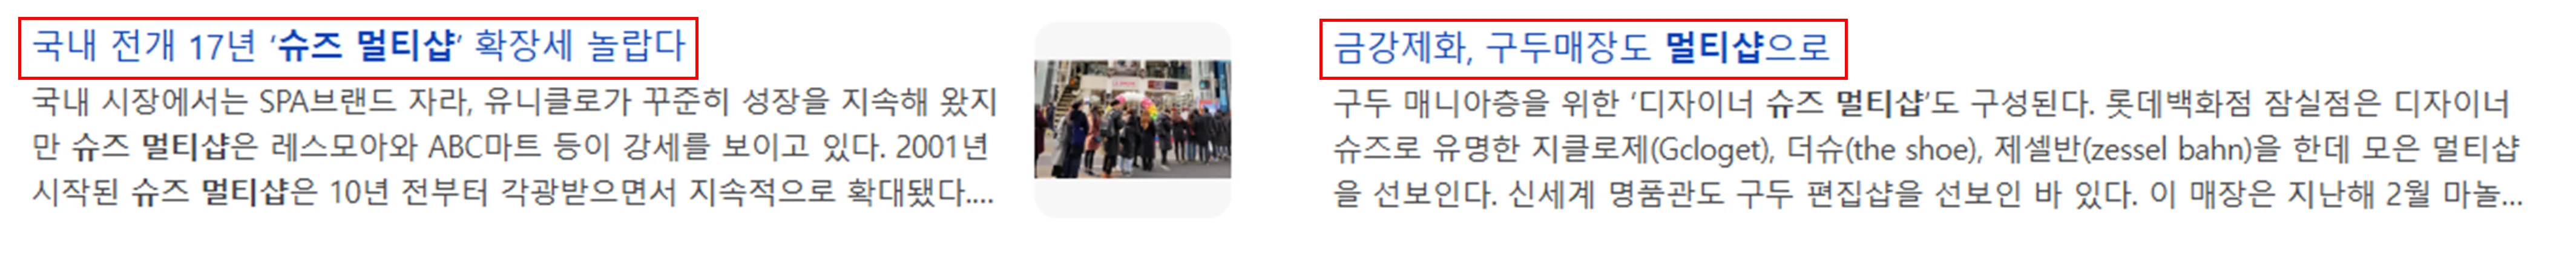 국내 전개 17년 ‘슈즈 멀티샵’ 확장세 놀랍다
국내 시장에서는 SPA브랜드 자라, 유니클로가 꾸준히 성장을 지속해 왔지
만 슈즈 멀티샵은 레스모아와 ABC마트 등이 강세를 보이고 있다. 2001년
시작된 슈즈 멀티샵은 10년 전부터 각광받으면서 지속적으로 확대됐다....
금강제화, 구두매장도 멀티샵으로
구두 매니아층을 위한 ‘디자이너 슈즈 멀티샵’도 구성된다. 롯데백화점 잠실점은 디자이너
슈즈로 유명한 지클로제(Gcloget), 더슈(the shoe), 제셀반(zessel bahn)을 한데 모은 멀티샵
을 선보인다. 신세계 명품관도 구두 편집샵을 선보인 바 있다. 이 매장은 지난해 2월 마놀...